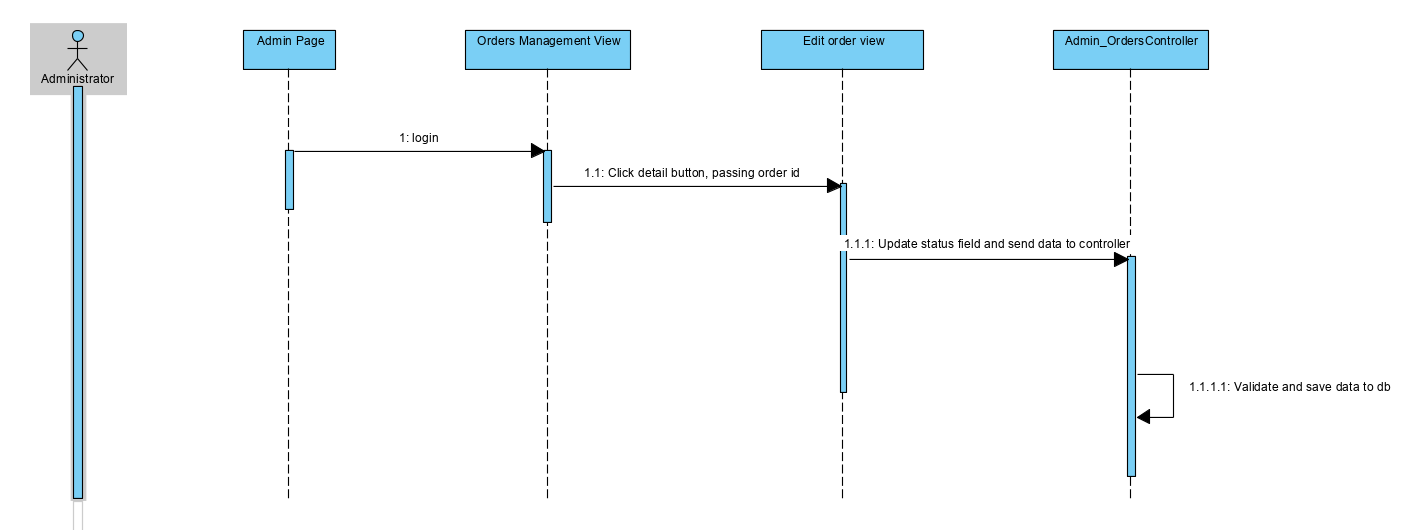 Administrator
Admin Page
Orders Management View
Edit order view
Admin_OrdersController
1: login
1.1: Click detail button, passing order id
1.1.1: Update status field and send data to controller
1.1.1.1: Validate and save data to db